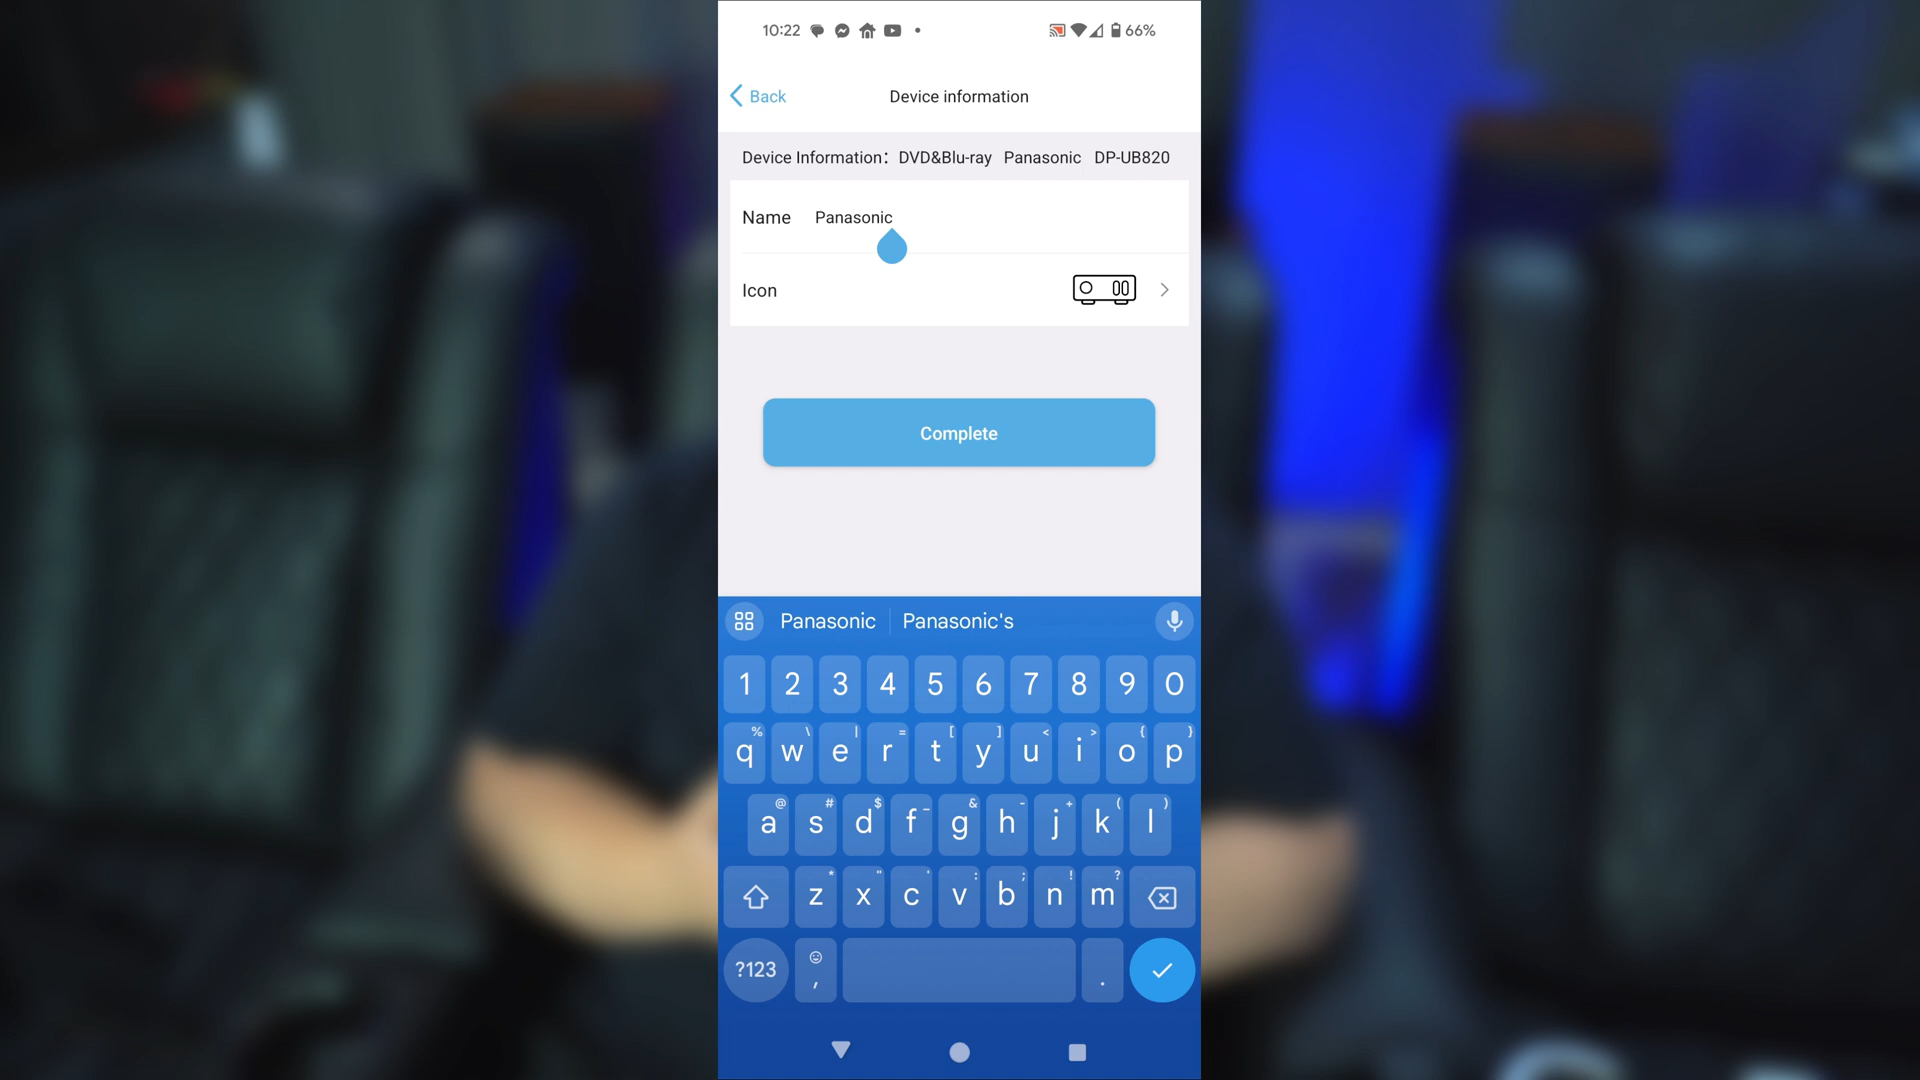 10:22 66%
Back Device information
Device Information： DVD&Blu-ray Panasonic DP-UB820
Name Panasonic
Icon
Complete
Panasonic Panasonic's
1 2 3 4 5 6 7 8 9 0
% \ | = [ ] < > { }
q w e r t y u i o p
@ # $ _ & - + ( )
a s d f g h j k l
* " ' : ; ! ?
z x c v b n m
?123 , .